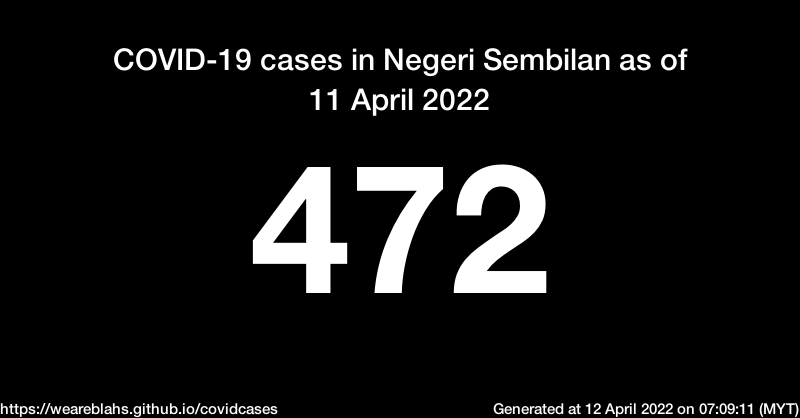 COVID-19 cases in Negeri Sembilan as of
11 April 2022
472
https://weareblahs.github.io/covidcases
Generated at 12 April 2022 on 07:09:11 (MYT)